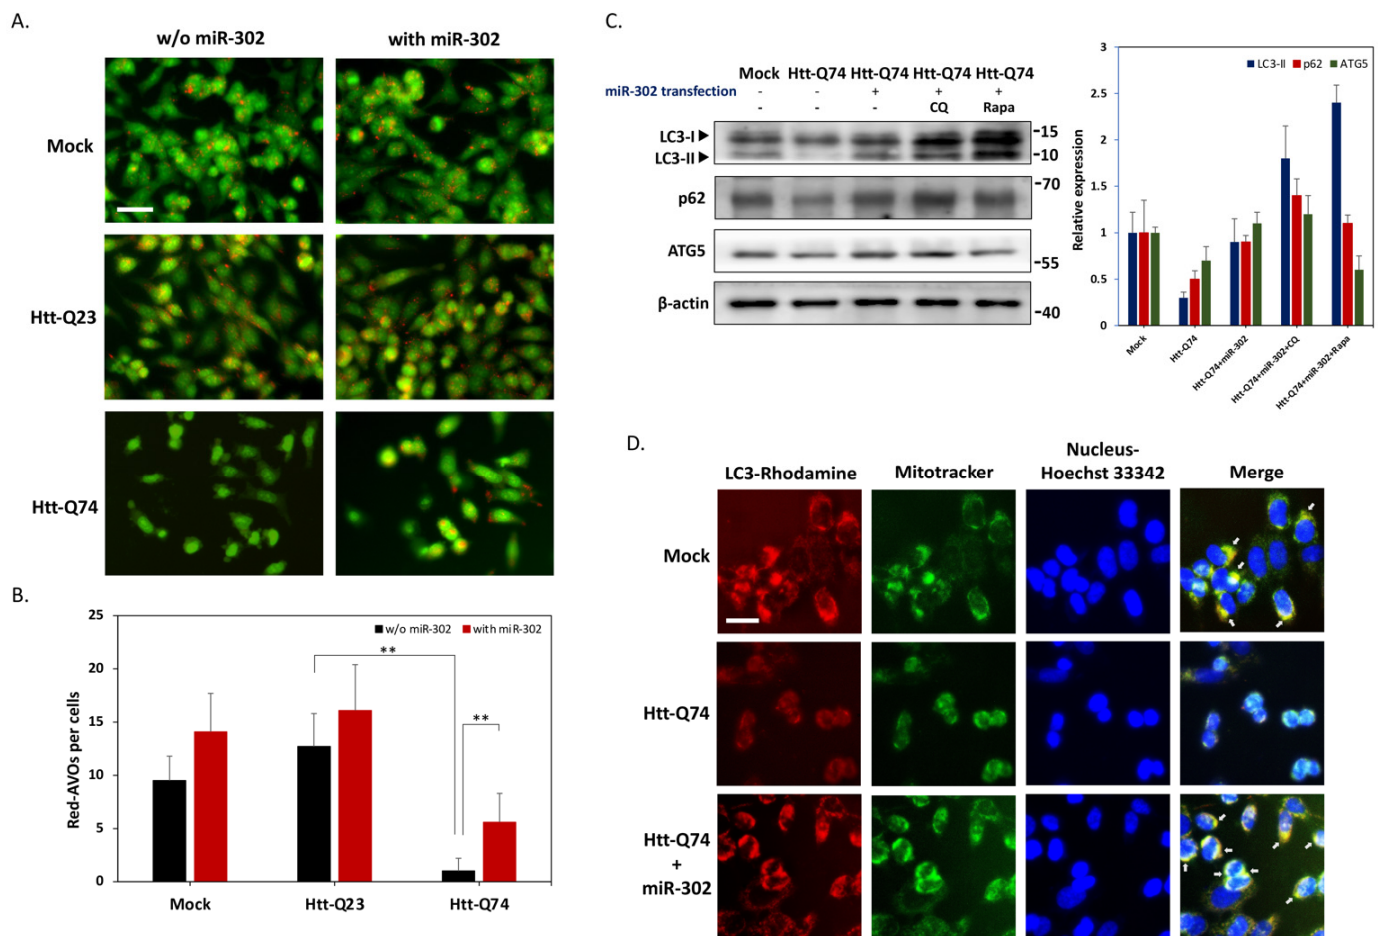 A.
w/o miR-302 with miR-302
Mock
Htt-Q23
Htt-Q74
B.
25
20
15
10
5
0
Red-AVOs per cells
w/o miR-302 with miR-302
**
**
Mock Htt-Q23 Htt-Q74
C.
Mock Htt-Q74 Htt-Q74 Htt-Q74 Htt-Q74
miR-302 transfection - - + + +
- - - CQ Rapa
LC3-I
LC3-II
-15
-10
p62
-70
ATG5
-55
β-actin
-40
3
2.5
2
1.5
1
0.5
0
Relative expression
LC3-II p62 ATG5
Mock
Htt-Q74
Htt-Q74+miR-302
Htt-Q74+miR-302+CQ
Htt-Q74+miR-302+Rapa
D.
LC3-Rhodamine Mitotracker Nucleus-
Hoechst 33342 Merge
Mock
Htt-Q74
Htt-Q74
+
miR-302